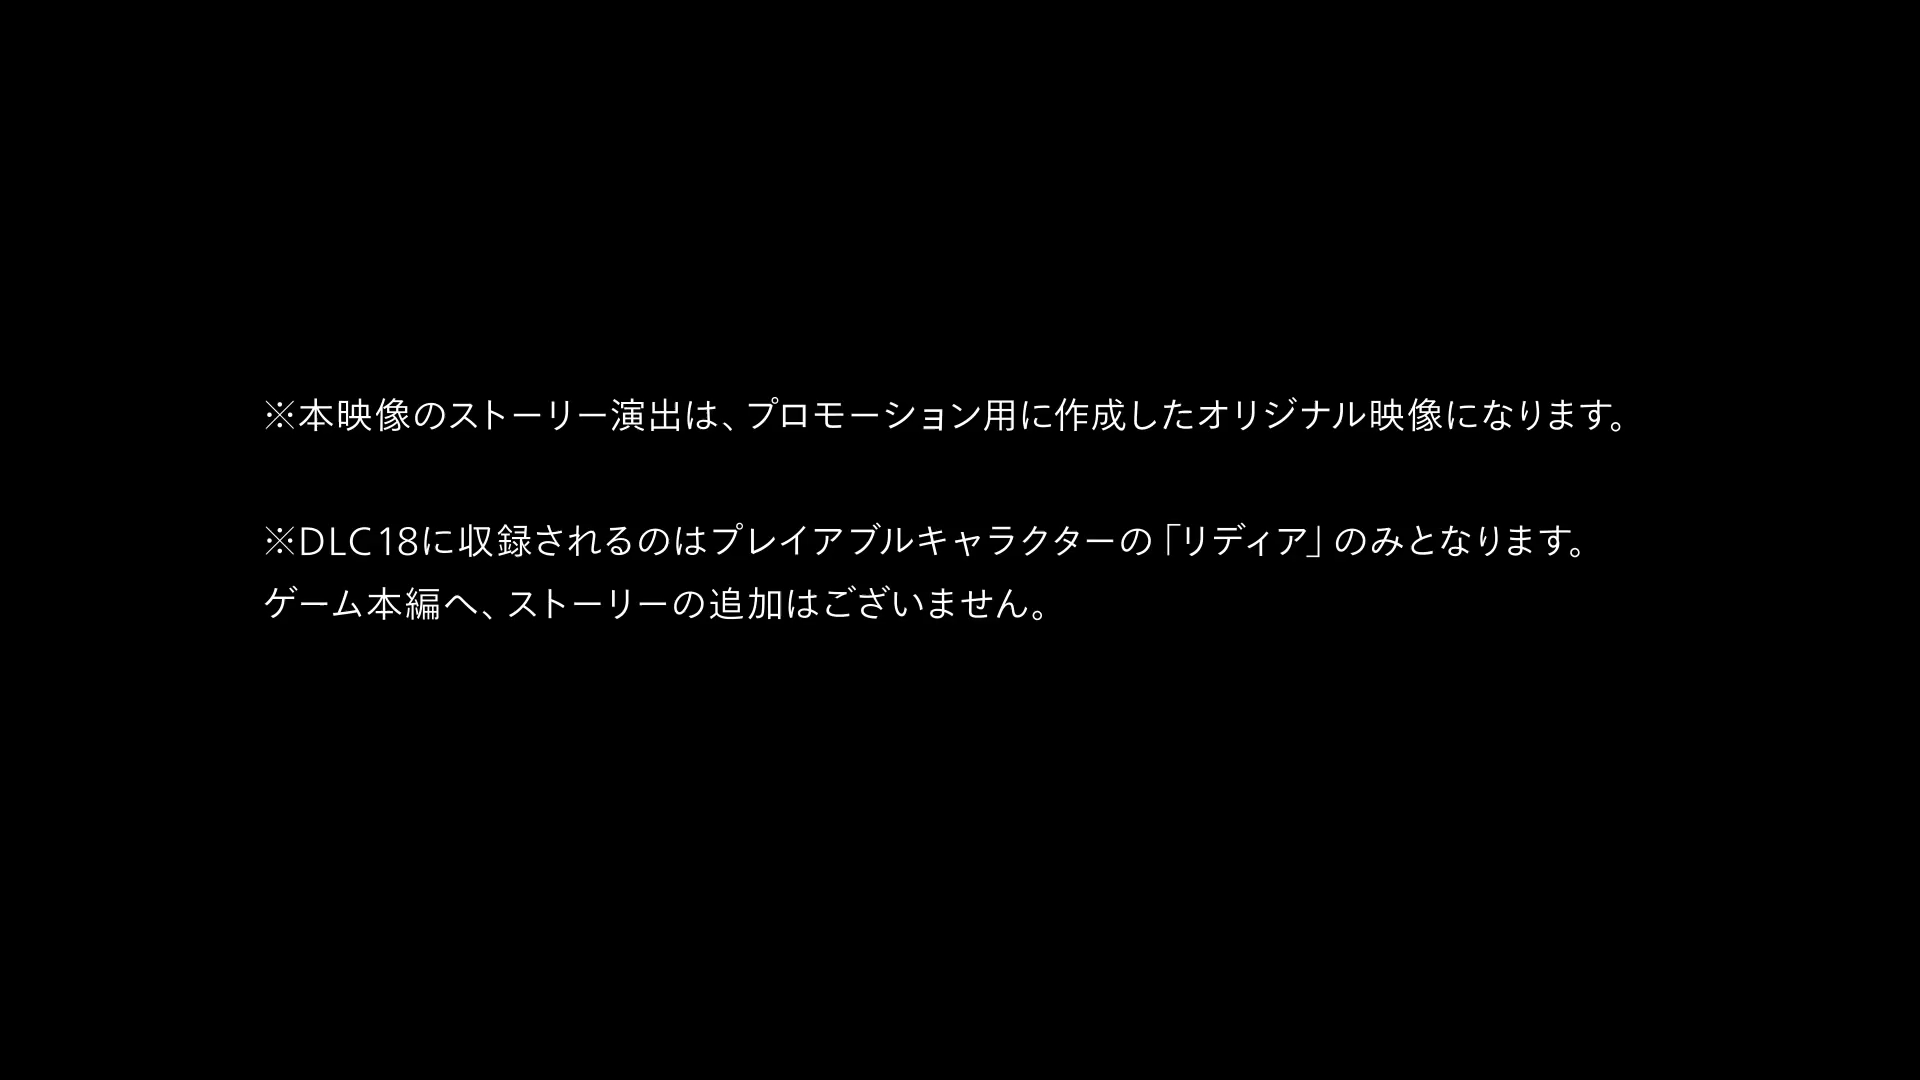 ※本映像のストーリー演出は、プロモーション用に作成したオリジナル映像になります。
※DLC18に収録されるのはプレイアブルキャラクターの「リディア」のみとなります。
ゲーム本編へ、ストーリーの追加はございません。